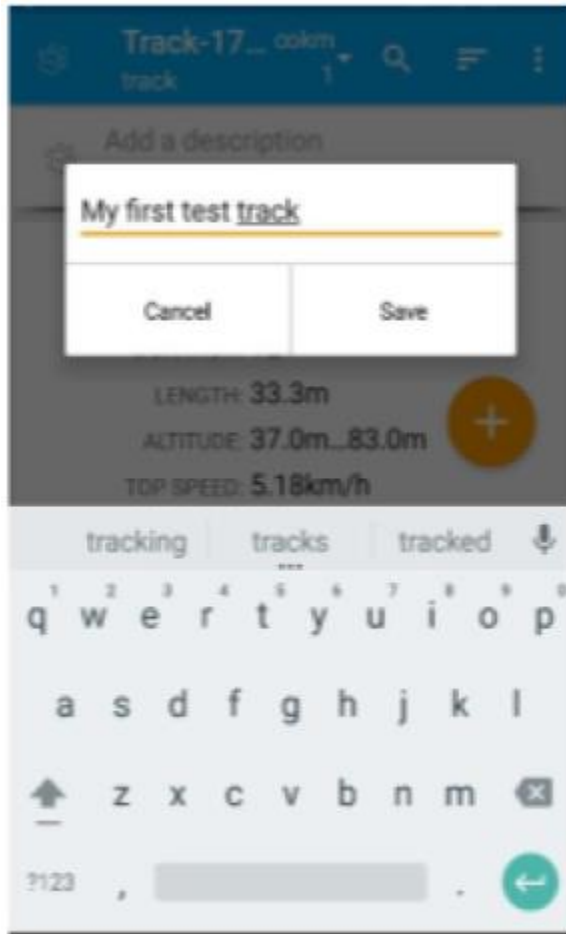 Track-17... ookm
track 1
Add a description
My first test track
Cancel Save
LENGTH: 33.3m
ALTITUDE: 37.0m...83.0m
TOP SPEED: 5.18km/h
tracking tracks tracked
1 2 3 4 5 6 7 8 9 0
q w e r t y u i o p
a s d f g h j k l
z x c v b n m
?123 , .